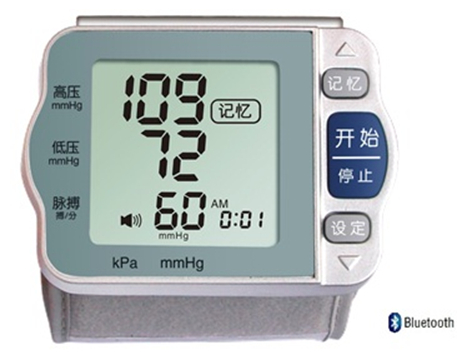 高压
mmHg
109
记忆
低压
mmHg
72
脉搏
搏/分
60
mmHg
AM
0:01
kPa mmHg
记忆
开始
停止
设定
Bluetooth